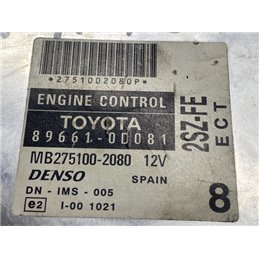 *2751002080P*
ENGINE CONTROL
TOYOTA
89661-0D081
2SZ-FE
ECT
MB275100-2080 12V
DENSO SPAIN
DN - IMS - 005
8
e2 I-00 1021